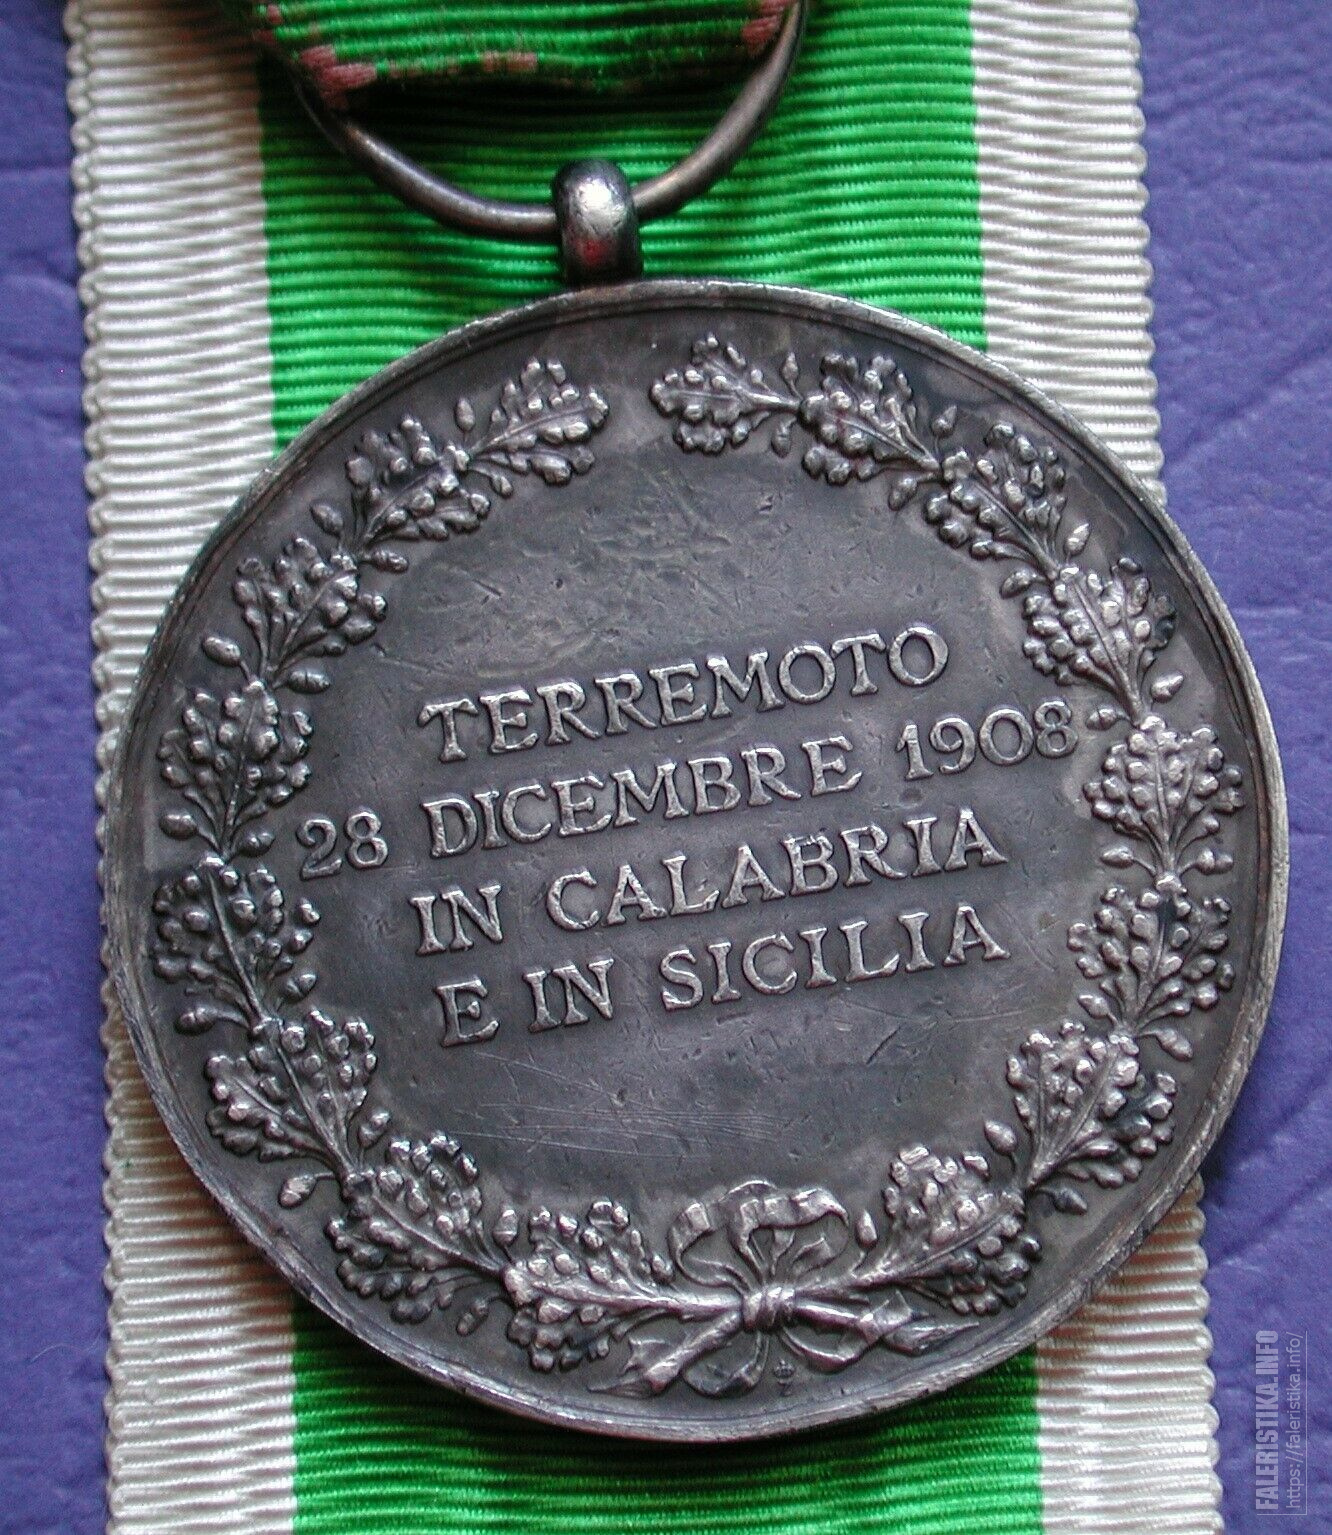 TERREMOTO
28 DICEMBRE 1908
IN CALABRIA
E IN SICILIA
FALERISTIKA.INFO
https://faleristika.info/